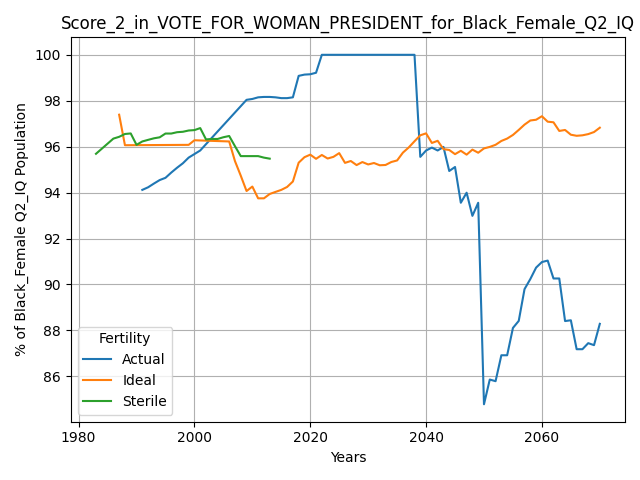 Score_2_in_VOTE_FOR_WOMAN_PRESIDENT_for_Black_Female_Q2_IQ
% of Black_Female Q2_IQ Population
100
98
96
94
92
90
88
86
Fertility
Actual
Ideal
Sterile
1980
2000
2020
2040
2060
Years